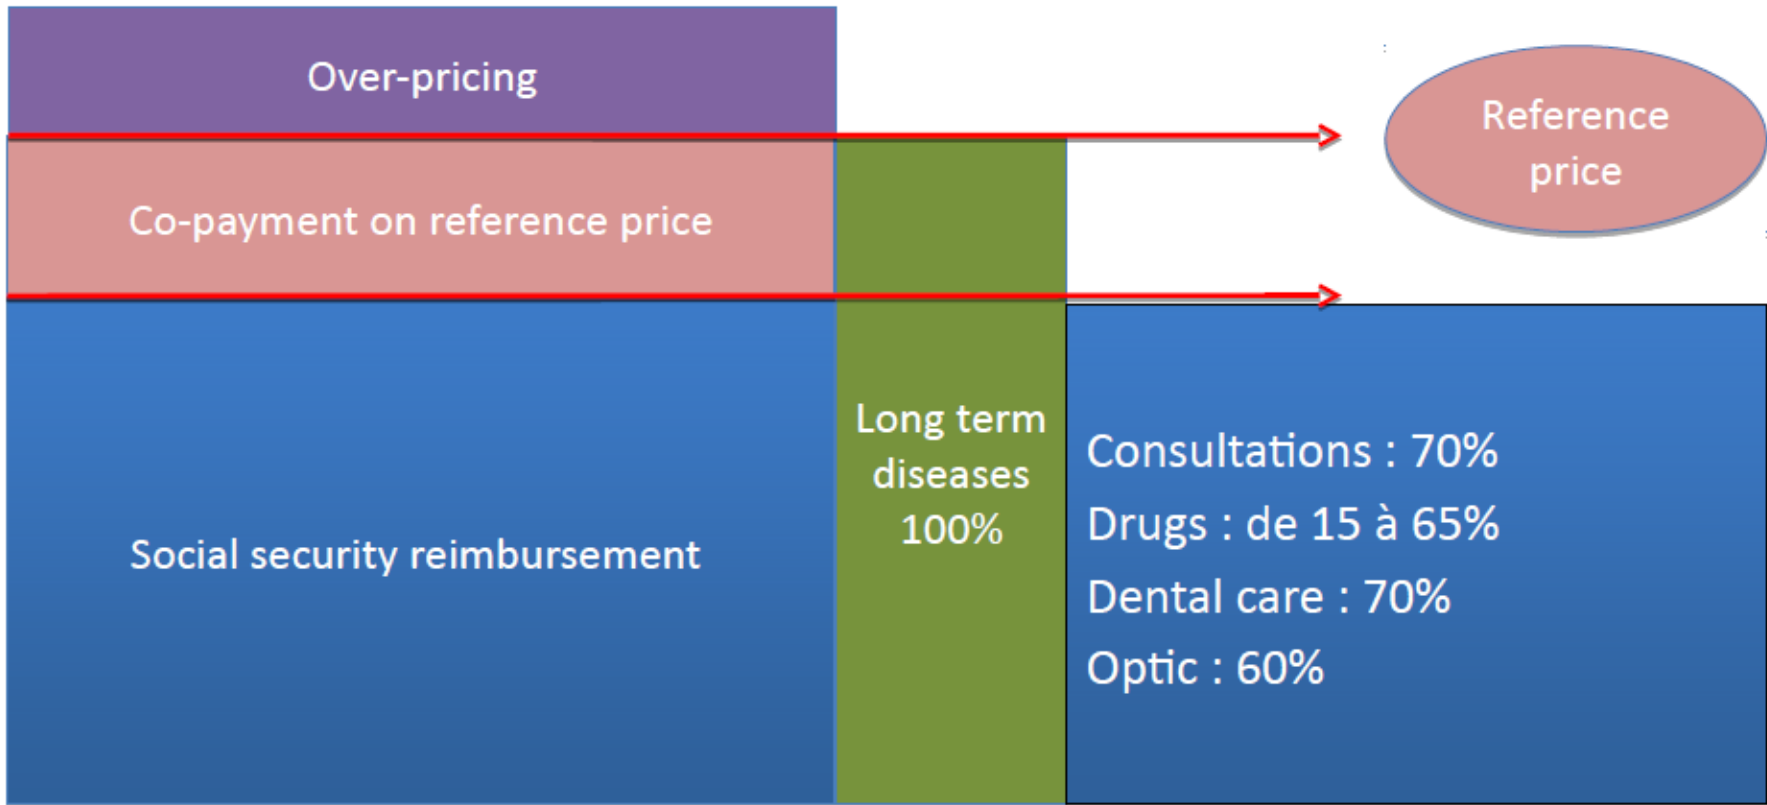 Over-pricing
Reference
price
Co-payment on reference price
Long term
diseases
100%
Social security reimbursement
Consultations : 70%
Drugs : de 15 à 65%
Dental care : 70%
Optic : 60%